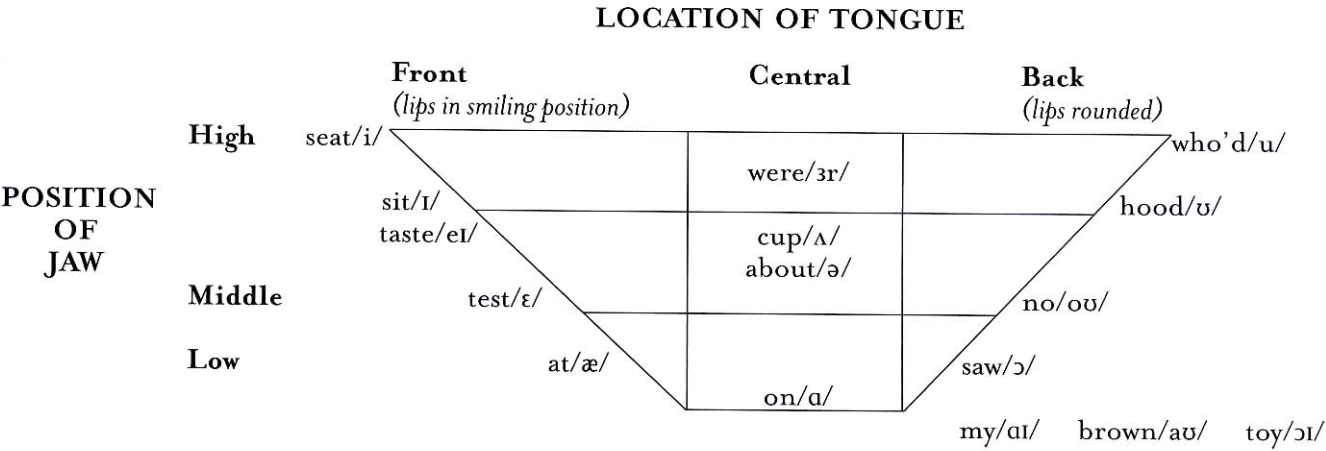 LOCATION OF TONGUE
Front Central Back
(lips in smiling position) (lips rounded)
High seat/i/ who'd/u/
were/ɜr/
POSITION
OF
JAW
sit/ɪ/ hood/ʊ/
taste/eɪ/ cup/ʌ/
about/ə/
Middle test/ɛ/ no/oʊ/
Low at/æ/ saw/ɔ/
on/ɑ/
my/ɑɪ/ brown/aʊ/ toy/ɔɪ/